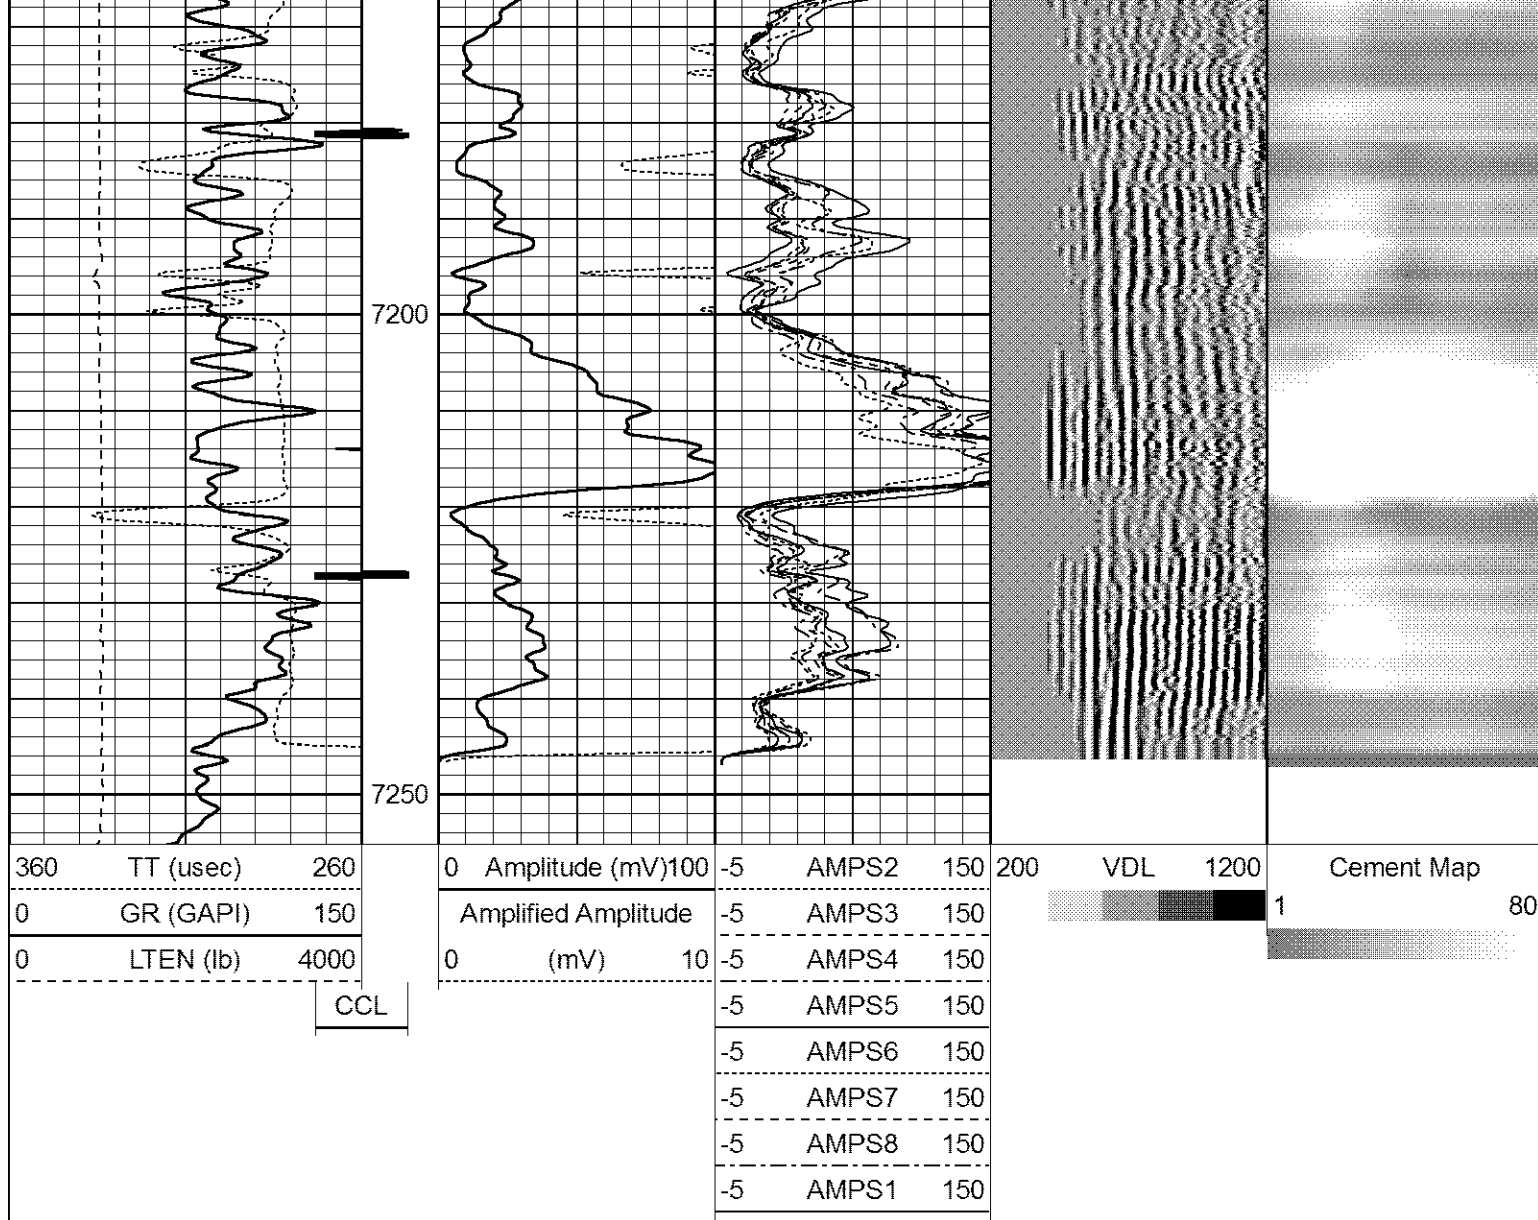 7200
7250
360 TT (usec) 260
0 GR (GAPI) 150
0 LTEN (lb) 4000
CCL
0 Amplitude (mV) 100
Amplified Amplitude
0 (mV) 10
-5 AMPS2 150
-5 AMPS3 150
-5 AMPS4 150
-5 AMPS5 150
-5 AMPS6 150
-5 AMPS7 150
-5 AMPS8 150
-5 AMPS1 150
200 VDL 1200
Cement Map
1 80